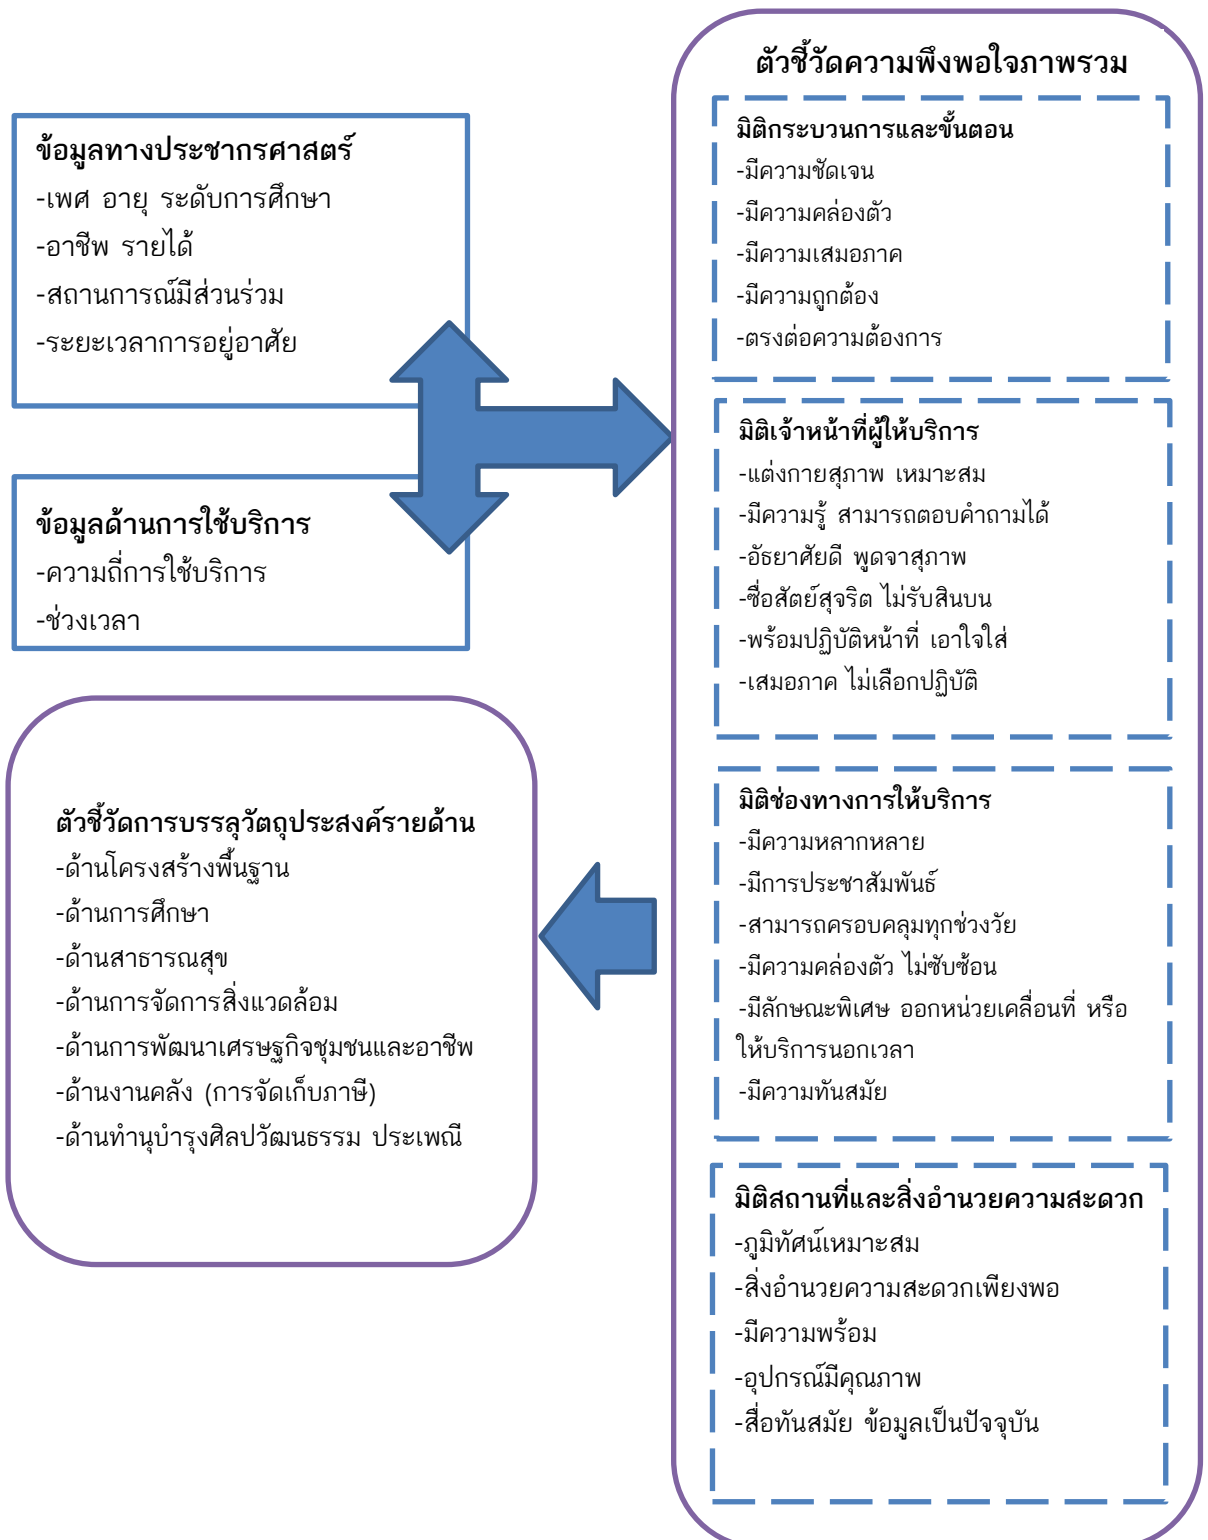 ข้อมูลทางประชากรศาสตร์
-เพศ อายุ ระดับการศึกษา
-อาชีพ รายได้
-สถานการณ์มีส่วนร่วม
-ระยะเวลาการอยู่อาศัย
ข้อมูลด้านการใช้บริการ
-ความถี่การใช้บริการ
-ช่วงเวลา
ตัวชี้วัดความพึงพอใจภาพรวม
มิติกระบวนการและขั้นตอน
-มีความชัดเจน
-มีความคล่องตัว
-มีความเสมอภาค
-มีความถูกต้อง
-ตรงต่อความต้องการ
มิติเจ้าหน้าที่ผู้ให้บริการ
-แต่งกายสุภาพ เหมาะสม
-มีความรู้ สามารถตอบคำถามได้
-อัธยาศัยดี พูดจาสุภาพ
-ซื่อสัตย์สุจริต ไม่รับสินบน
-พร้อมปฏิบัติหน้าที่ เอาใจใส่
-เสมอภาค ไม่เลือกปฏิบัติ
มิติช่องทางการให้บริการ
-มีความหลากหลาย
-มีการประชาสัมพันธ์
-สามารถครอบคลุมทุกช่วงวัย
-มีความคล่องตัว ไม่ซับซ้อน
-มีลักษณะพิเศษ ออกหน่วยเคลื่อนที่ หรือ
ให้บริการนอกเวลา
-มีความทันสมัย
มิติสถานที่และสิ่งอำนวยความสะดวก
-ภูมิทัศน์เหมาะสม
-สิ่งอำนวยความสะดวกเพียงพอ
-มีความพร้อม
-อุปกรณ์มีคุณภาพ
-สื่อทันสมัย ข้อมูลเป็นปัจจุบัน
ตัวชี้วัดการบรรลุวัตถุประสงค์รายด้าน
-ด้านโครงสร้างพื้นฐาน
-ด้านการศึกษา
-ด้านสาธารณสุข
-ด้านการจัดการสิ่งแวดล้อม
-ด้านการพัฒนาเศรษฐกิจชุมชนและอาชีพ
-ด้านงานคลัง (การจัดเก็บภาษี)
-ด้านทำนุบำรุงศิลปวัฒนธรรม ประเพณี